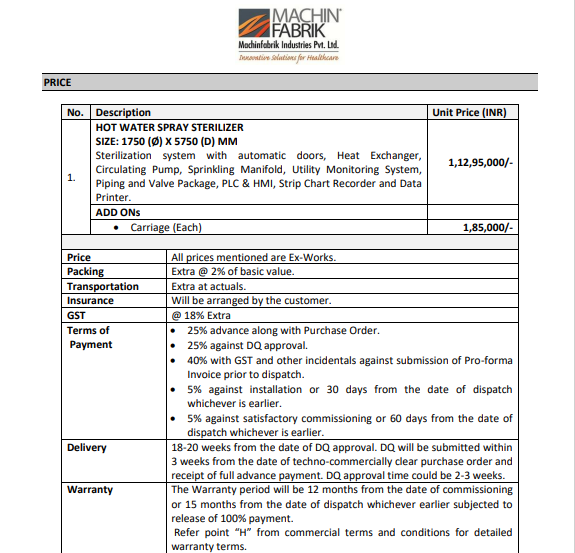 MACHIN
FABRIK
Machinfabrik Industries Pvt. Ltd.
Innovative Solutions for Healthcare
PRICE
No. Description Unit Price (INR)
HOT WATER SPRAY STERILIZER
SIZE: 1750 (Ø) X 5750 (D) MM
Sterilization system with automatic doors, Heat Exchanger,
Circulating Pump, Sprinkling Manifold, Utility Monitoring System,
Piping and Valve Package, PLC & HMI, Strip Chart Recorder and Data
Printer.
1.
1,12,95,000/-
ADD ONs
• Carriage (Each) 1,85,000/-
Price All prices mentioned are Ex-Works.
Packing Extra @ 2% of basic value.
Transportation Extra at actuals.
Insurance Will be arranged by the customer.
GST @ 18% Extra
Terms of
Payment
• 25% advance along with Purchase Order.
• 25% against DQ approval.
• 40% with GST and other incidentals against submission of Pro-forma
Invoice prior to dispatch.
• 5% against installation or 30 days from the date of dispatch
whichever is earlier.
• 5% against satisfactory commissioning or 60 days from the date of
dispatch whichever is earlier.
Delivery 18-20 weeks from the date of DQ approval. DQ will be submitted within
3 weeks from the date of techno-commercially clear purchase order and
receipt of full advance payment. DQ approval time could be 2-3 weeks.
Warranty The Warranty period will be 12 months from the date of commissioning
or 15 months from the date of dispatch whichever earlier subjected to
release of 100% payment.
Refer point “H” from commercial terms and conditions for detailed
warranty terms.